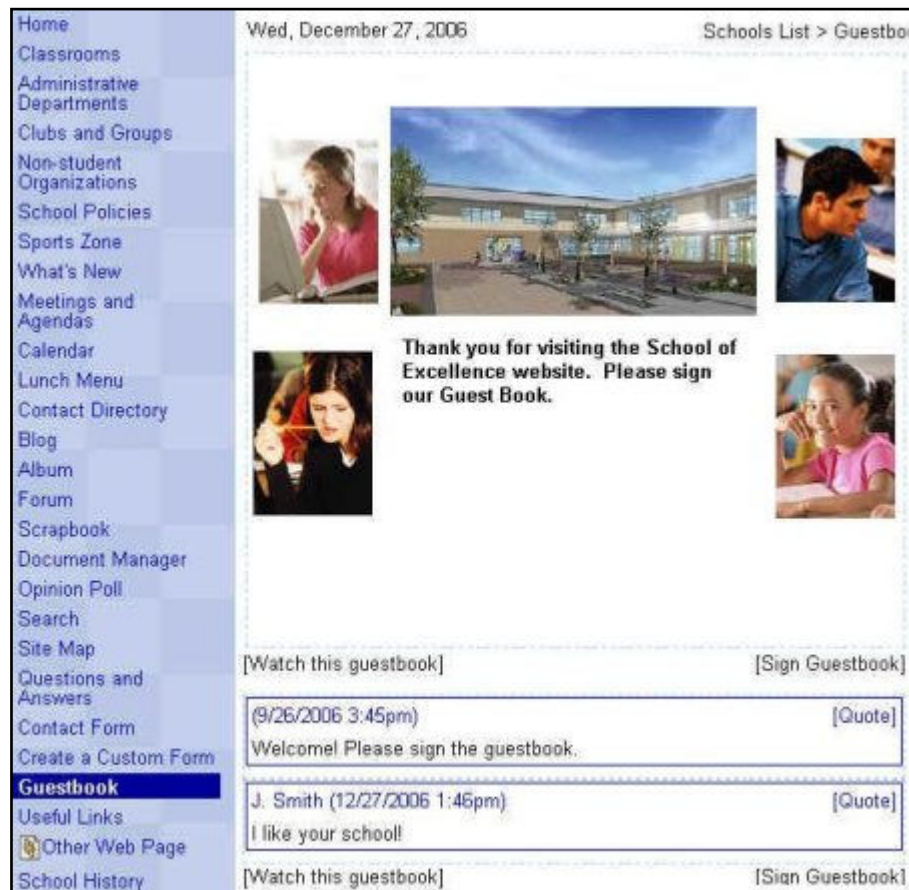 Home
Classrooms
Administrative
Departments
Clubs and Groups
Non-student
Organizations
School Policies
Sports Zone
What's New
Meetings and
Agendas
Calendar
Lunch Menu
Contact Directory
Blog
Album
Forum
Scrapbook
Document Manager
Opinion Poll
Search
Site Map
Questions and
Answers
Contact Form
Create a Custom Form
Guestbook
Useful Links
Other Web Page
School History
Wed, December 27, 2006 Schools List > Guestboo
Thank you for visiting the School of
Excellence website. Please sign
our Guest Book.
[Watch this guestbook] [Sign Guestbook]
(9/26/2006 3:45pm) [Quote]
Welcome! Please sign the guestbook.
J. Smith (12/27/2006 1:46pm) [Quote]
I like your school!
[Watch this guestbook] [Sign Guestbook]